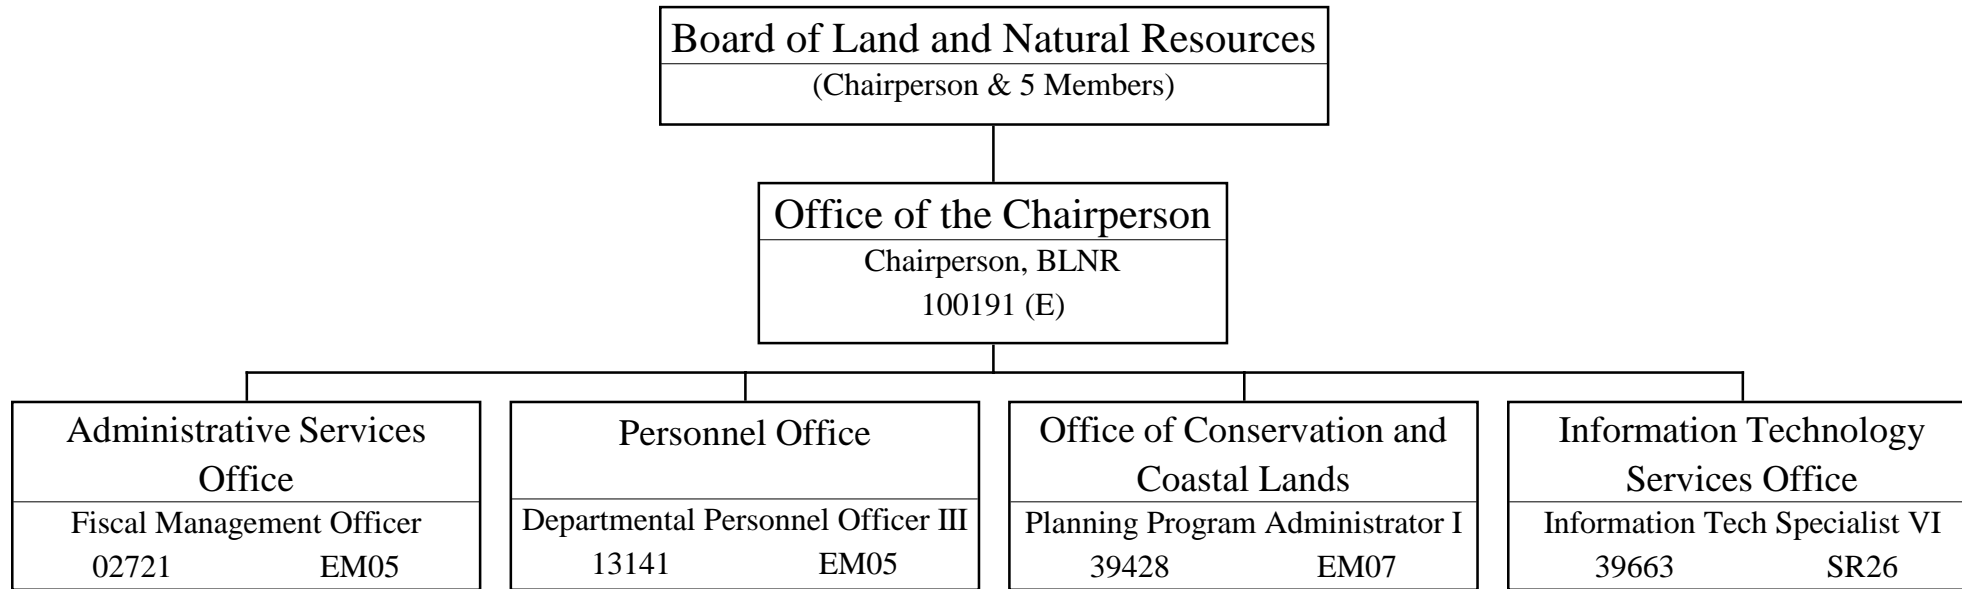 Board of Land and Natural Resources
(Chairperson & 5 Members)
Office of the Chairperson
Chairperson, BLNR
100191 (E)
Administrative Services
Office
Fiscal Management Officer
02721 EM05
Personnel Office
Departmental Personnel Officer III
13141 EM05
Office of Conservation and
Coastal Lands
Planning Program Administrator I
39428 EM07
Information Technology
Services Office
Information Tech Specialist VI
39663 SR26